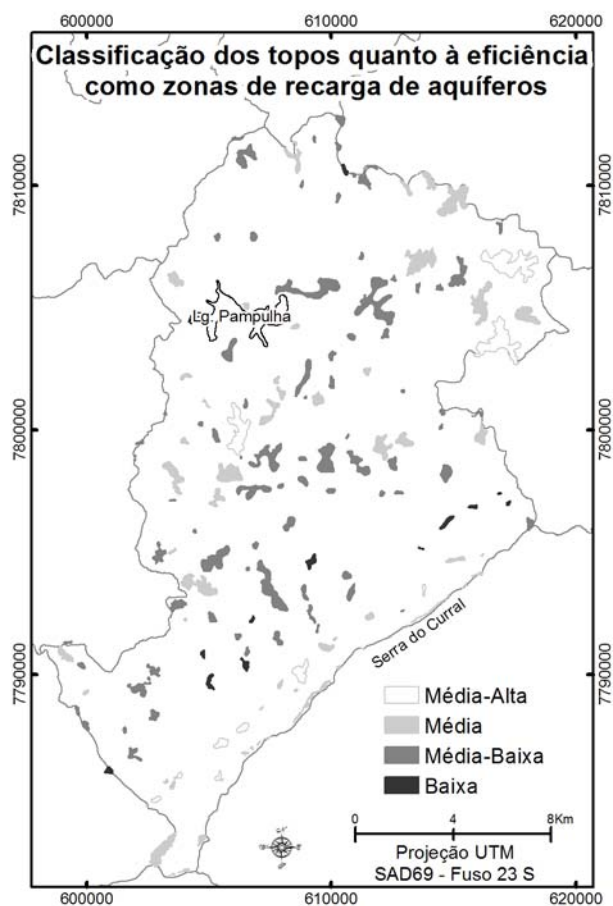 600000
610000
620000
Classificação dos topos quanto à eficiência
como zonas de recarga de aquíferos
7810000
7810000
Lg. Pampulha
7800000
7800000
Serra do Curral
7790000
7790000
Média-Alta
Média
Média-Baixa
Baixa
0
4
8Km
Projeção UTM
SAD69 - Fuso 23 S
600000
610000
620000